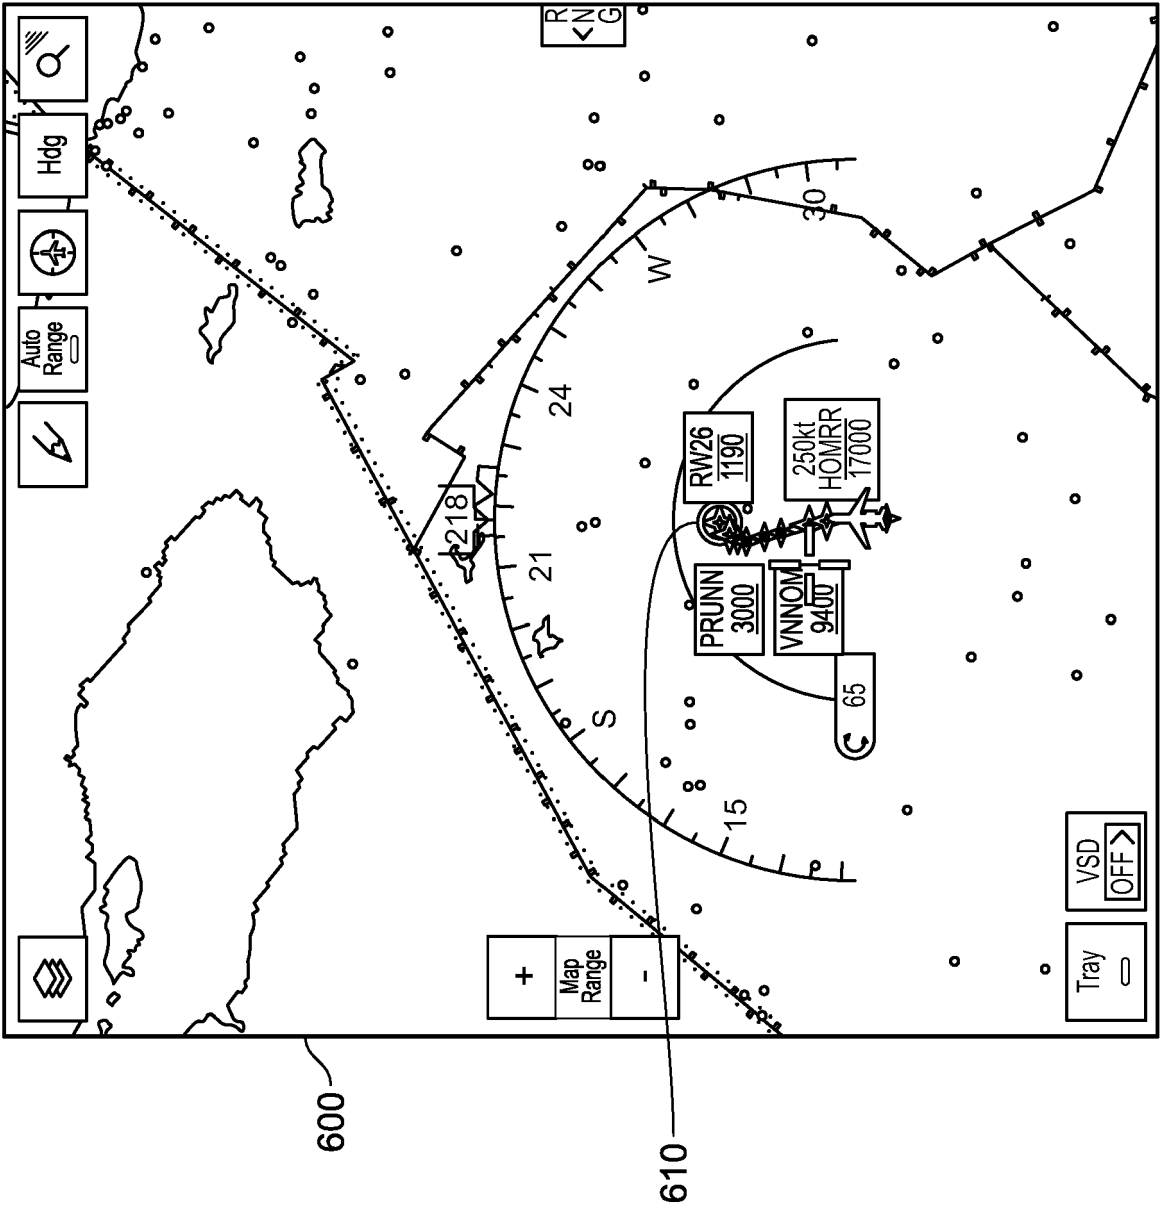 600
610
Auto
Range
Hdg
218
+
Map
Range
-
R
< N
G
15
S
21
24
W
30
PRUNN
3000
RW26
1190
VNNOM
9400
250kt
HOMRR
17000
65
Tray
VSD
OFF >